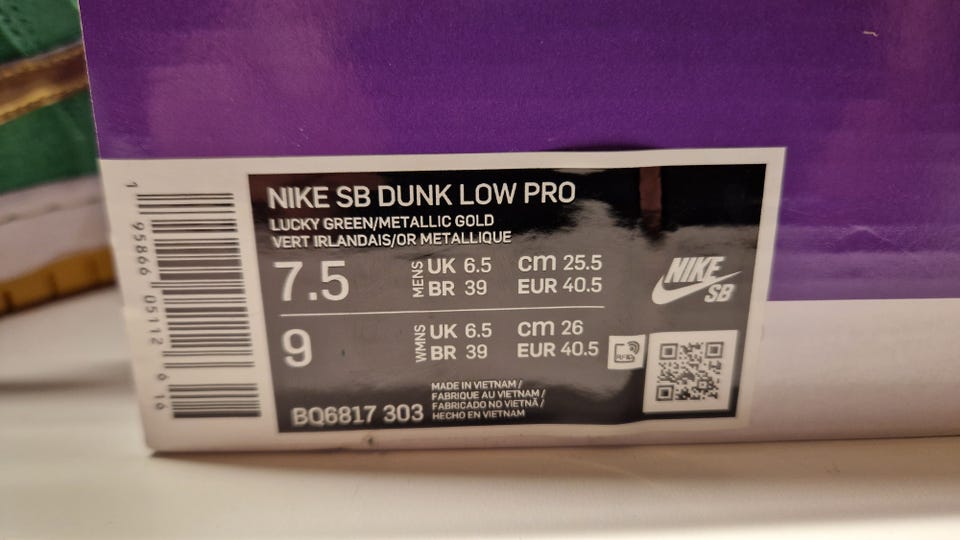 NIKE SB DUNK LOW PRO
LUCKY GREEN/METALLIC GOLD
VERT IRLANDAIS/OR METALLIQUE
7.5
MENS
UK 6.5 cm 25.5
BR 39 EUR 40.5
9
WMNS
UK 6.5 cm 26
BR 39 EUR 40.5
BQ6817 303
MADE IN VIETNAM /
FABRIQUE AU VIETNAM /
FABRICADO NO VIETNÃ /
HECHO EN VIETNAM
NIKE
SB
RFID
1 95866 05112 6 16